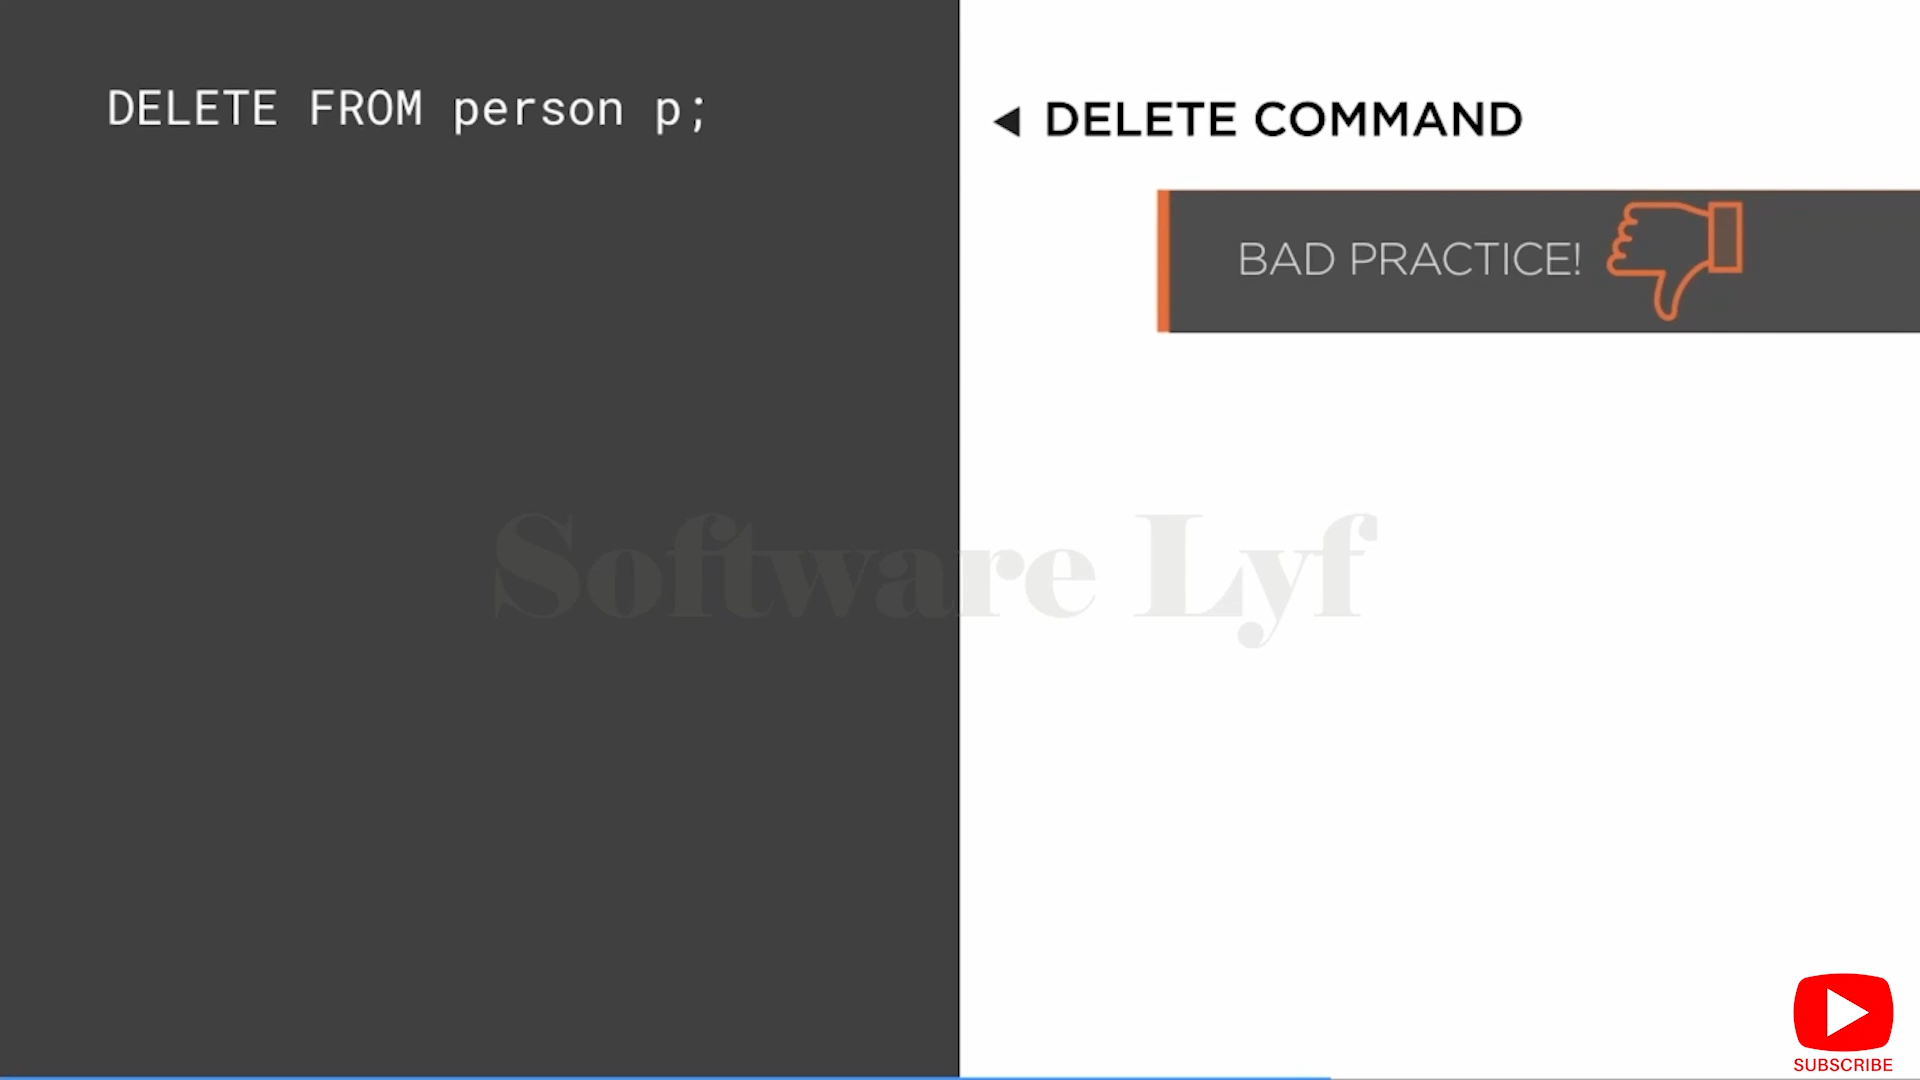 DELETE FROM person p;
DELETE COMMAND
BAD PRACTICE!
Software Lyf
SUBSCRIBE